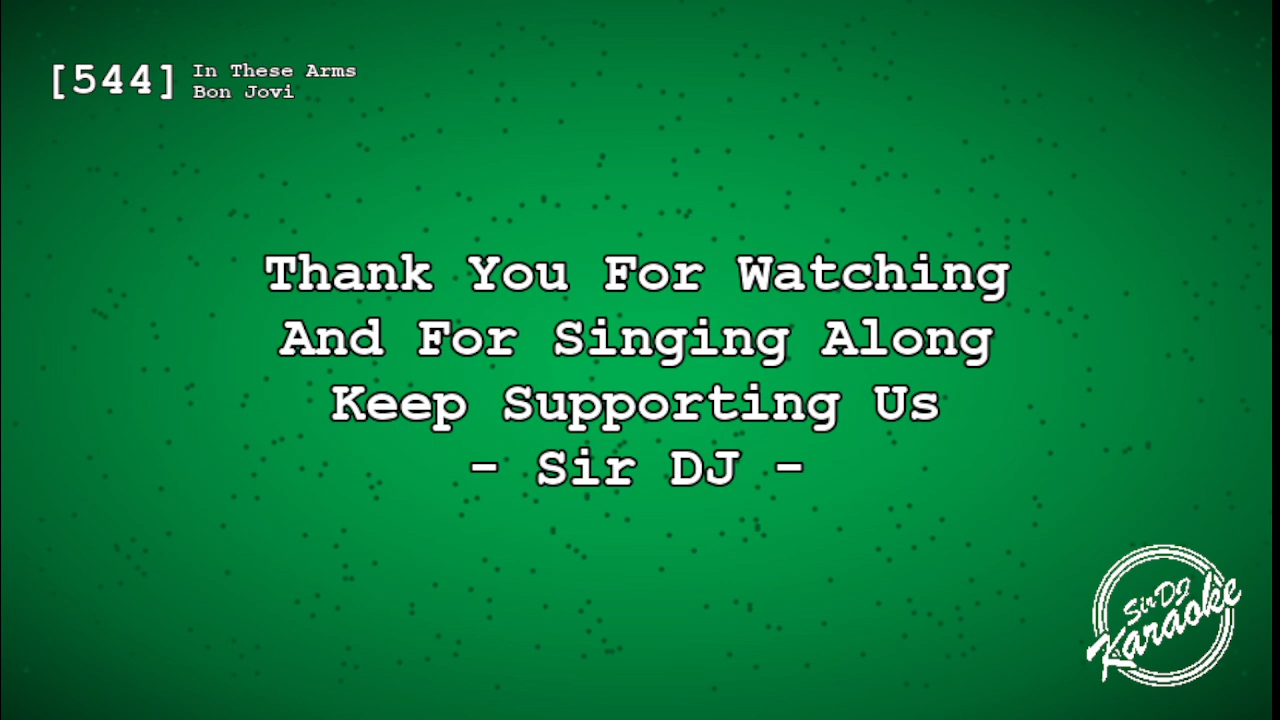 [544]
In These Arms
Bon Jovi
Thank You For Watching
And For Singing Along
Keep Supporting Us
- Sir DJ -
Sir DJ
Karaoke